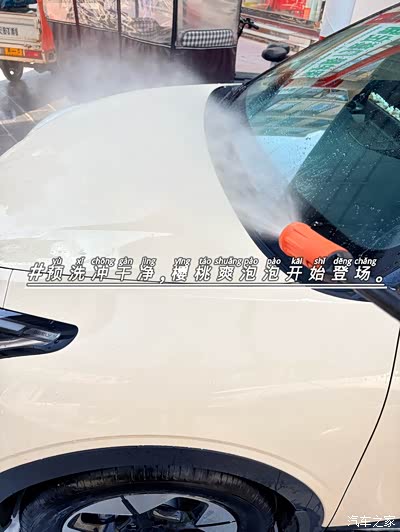 yù xǐ chōng gān jìng yīng táo shuǎng pào pào kāi shǐ dēng chǎng
#预洗冲干净,樱桃爽泡泡开始登场。
汽车之家